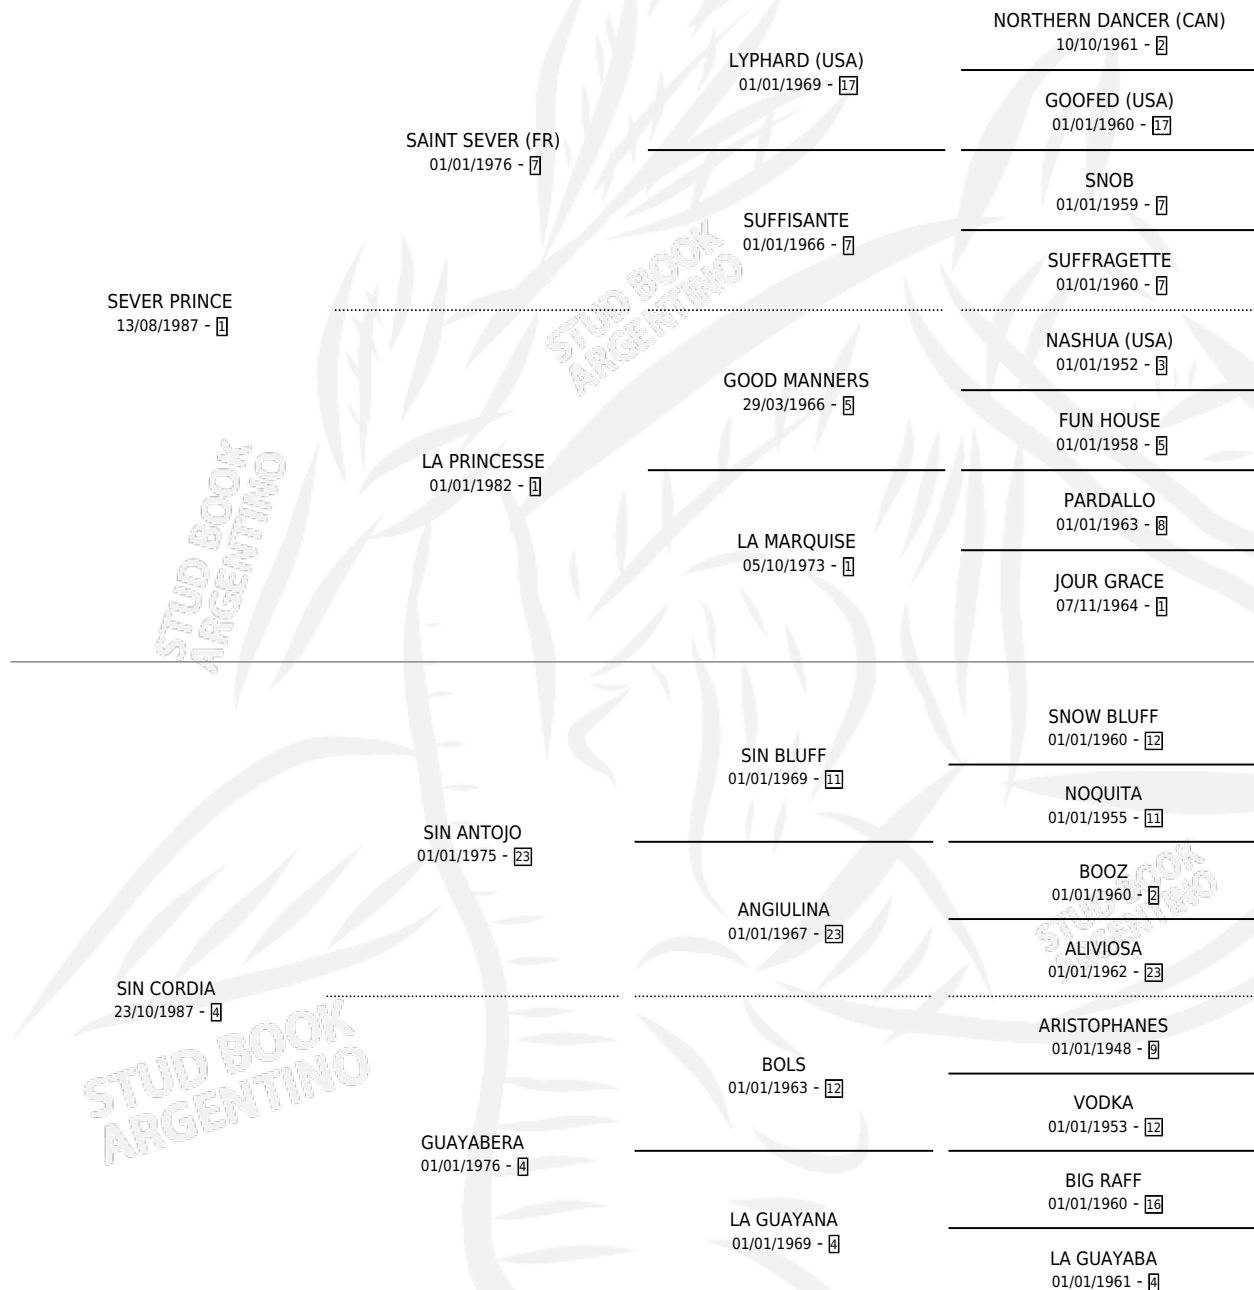 NORTHERN DANCER (CAN)
10/10/1961 - 2
LYPHARD (USA)
01/01/1969 - 17
GOOFED (USA)
01/01/1960 - 17
SAINT SEVER (FR)
01/01/1976 - 7
SNOB
01/01/1959 - 7
SUFFISANTE
01/01/1966 - 7
SUFFRAGETTE
01/01/1960 - 7
SEVER PRINCE
13/08/1987 - 1
NASHUA (USA)
01/01/1952 - 3
GOOD MANNERS
29/03/1966 - 5
FUN HOUSE
01/01/1958 - 5
LA PRINCESSE
01/01/1982 - 1
PARDALLO
01/01/1963 - 8
LA MARQUISE
05/10/1973 - 1
JOUR GRACE
07/11/1964 - 1
SNOW BLUFF
01/01/1960 - 12
SIN BLUFF
01/01/1969 - 11
NOQUITA
01/01/1955 - 11
SIN ANTOJO
01/01/1975 - 23
BOOZ
01/01/1960 - 2
ANGIULINA
01/01/1967 - 23
ALIVIOSA
01/01/1962 - 23
SIN CORDIA
23/10/1987 - 4
ARISTOPHANES
01/01/1948 - 9
BOLS
01/01/1963 - 12
VODKA
01/01/1953 - 12
GUAYABERA
01/01/1976 - 4
BIG RAFF
01/01/1960 - 16
LA GUAYANA
01/01/1969 - 4
LA GUAYABA
01/01/1961 - 4
STUD BOOK
ARGENTINO
STUD BOOK
ARGENTINO
STUD BOOK
ARGENTINO
STUD BOOK
ARGENTINO